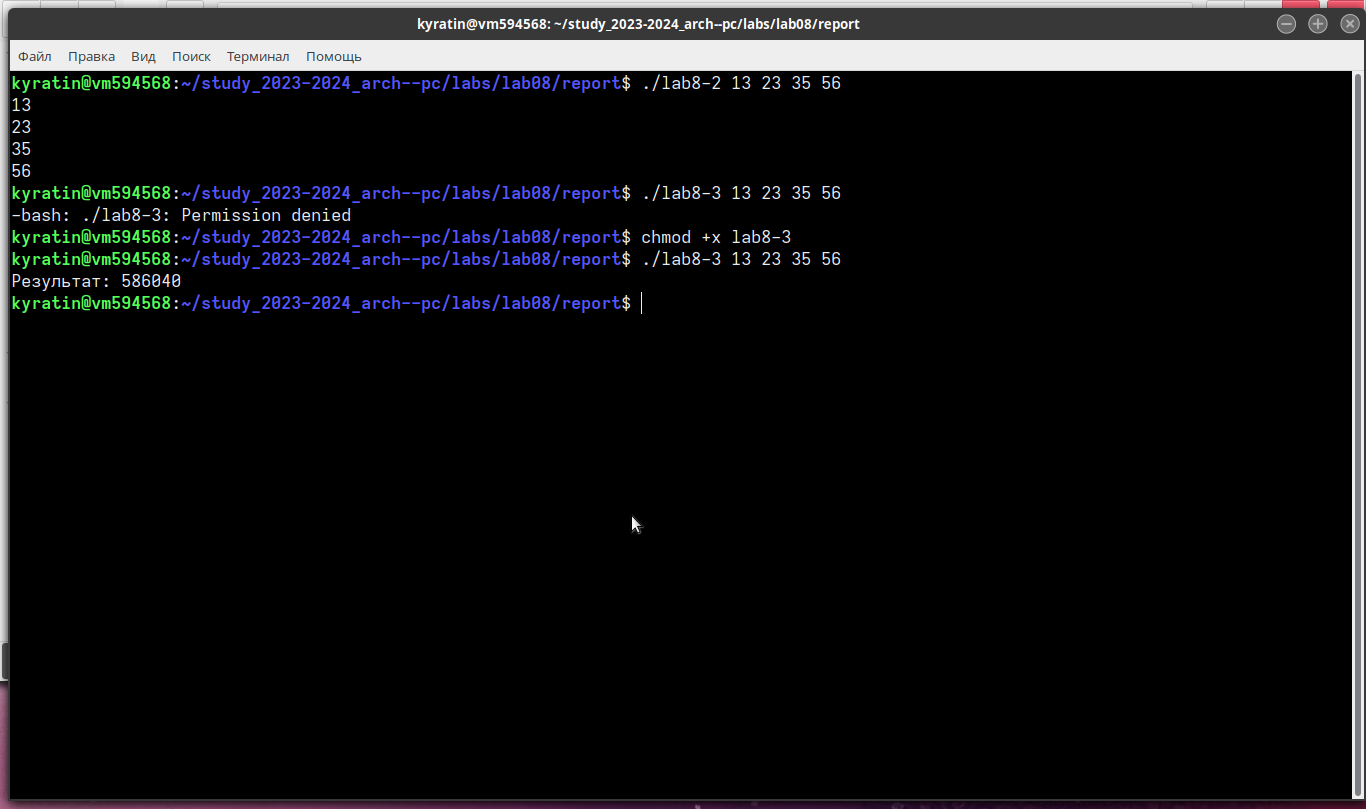 kyratin@vm594568: ~/study_2023-2024_arch--pc/labs/lab08/report
Файл Правка Вид Поиск Терминал Помощь
kyratin@vm594568:~/study_2023-2024_arch--pc/labs/lab08/report$ ./lab8-2 13 23 35 56
13
23
35
56
kyratin@vm594568:~/study_2023-2024_arch--pc/labs/lab08/report$ ./lab8-3 13 23 35 56
-bash: ./lab8-3: Permission denied
kyratin@vm594568:~/study_2023-2024_arch--pc/labs/lab08/report$ chmod +x lab8-3
kyratin@vm594568:~/study_2023-2024_arch--pc/labs/lab08/report$ ./lab8-3 13 23 35 56
Результат: 586040
kyratin@vm594568:~/study_2023-2024_arch--pc/labs/lab08/report$